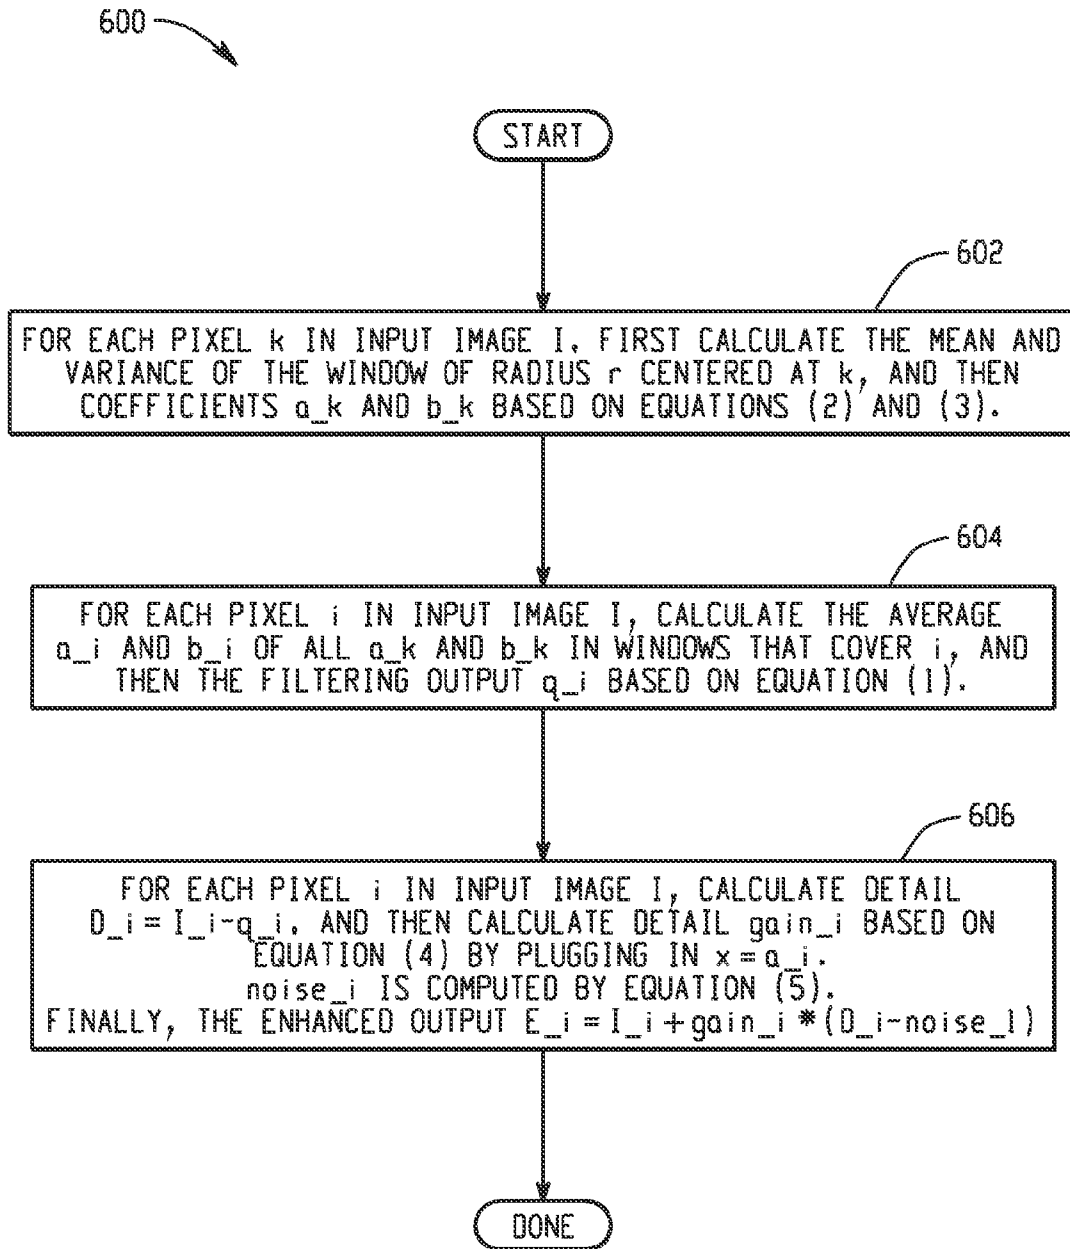 600
START
602
FOR EACH PIXEL k IN INPUT IMAGE I. FIRST CALCULATE THE MEAN AND
VARIANCE OF THE WINDOW OF RADIUS r CENTERED AT k, AND THEN
COEFFICIENTS a_k AND b_k BASED ON EQUATIONS (2) AND (3).
604
FOR EACH PIXEL i IN INPUT IMAGE I, CALCULATE THE AVERAGE
a_i AND b_i OF ALL a_k AND b_k IN WINDOWS THAT COVER i, AND
THEN THE FILTERING OUTPUT q_i BASED ON EQUATION (1).
606
FOR EACH PIXEL i IN INPUT IMAGE I, CALCULATE DETAIL
D_i = I_i-q_i. AND THEN CALCULATE DETAIL gain_i BASED ON
EQUATION (4) BY PLUGGING IN x = a_i.
noise_i IS COMPUTED BY EQUATION (5).
FINALLY, THE ENHANCED OUTPUT E_i = I_i + gain_i * (D_i-noise_l)
DONE